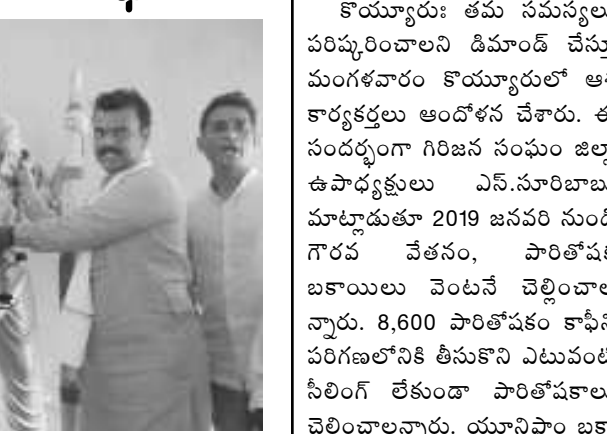 కొయ్యూరుః తమ సమస్యలు
పరిష్కరించాలని డిమాండ్ చేస్తూ
మంగళవారం కొయ్యూరులో ఆశ
కార్యకర్తలు ఆందోళన చేశారు. ఈ
సందర్భంగా గిరిజన సంఘం జిల్లా
ఉపాధ్యక్షులు ఎస్.సూరిబాబు
మాట్లాడుతూ 2019 జనవరి నుండి
గౌరవ వేతనం, పారితోషక
బకాయిలు వెంటనే చెల్లించాల
న్నారు. 8,600 పారితోషకం కాఫీని
పరిగణలోనికి తీసుకొని ఎటువంటి
సీలింగ్ లేకుండా పారితోషకాలు
చెల్లించాలన్నారు. యూనిఫాం బకా